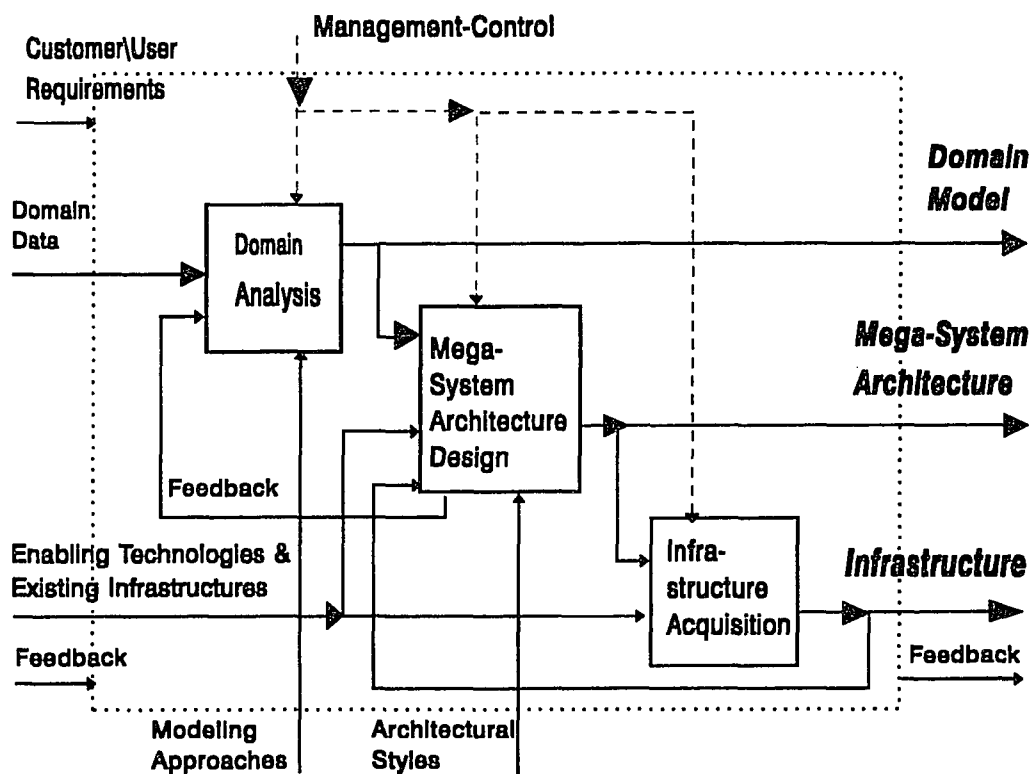 Management-Control
Customer\User
Requirements
Domain
Model
Domain
Data
Domain
Analysis
Mega-System
Architecture
Mega-
System
Architecture
Design
Feedback
Enabling Technologies &
Existing Infrastructures
Infra-
structure
Acquisition
Infrastructure
Feedback
Feedback
Modeling
Approaches
Architectural
Styles